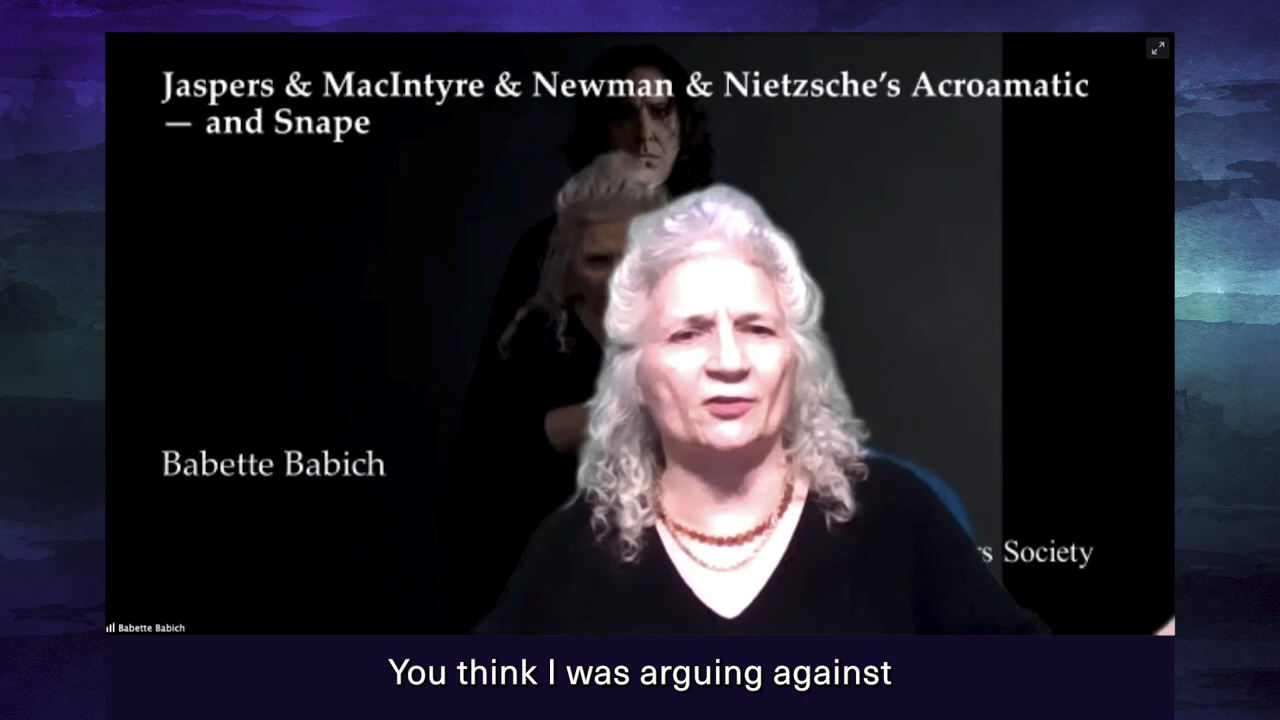 Jaspers & MacIntyre & Newman & Nietzsche’s Acroamatic
— and Snape
Babette Babich
Society
Babette Babich
You think I was arguing against